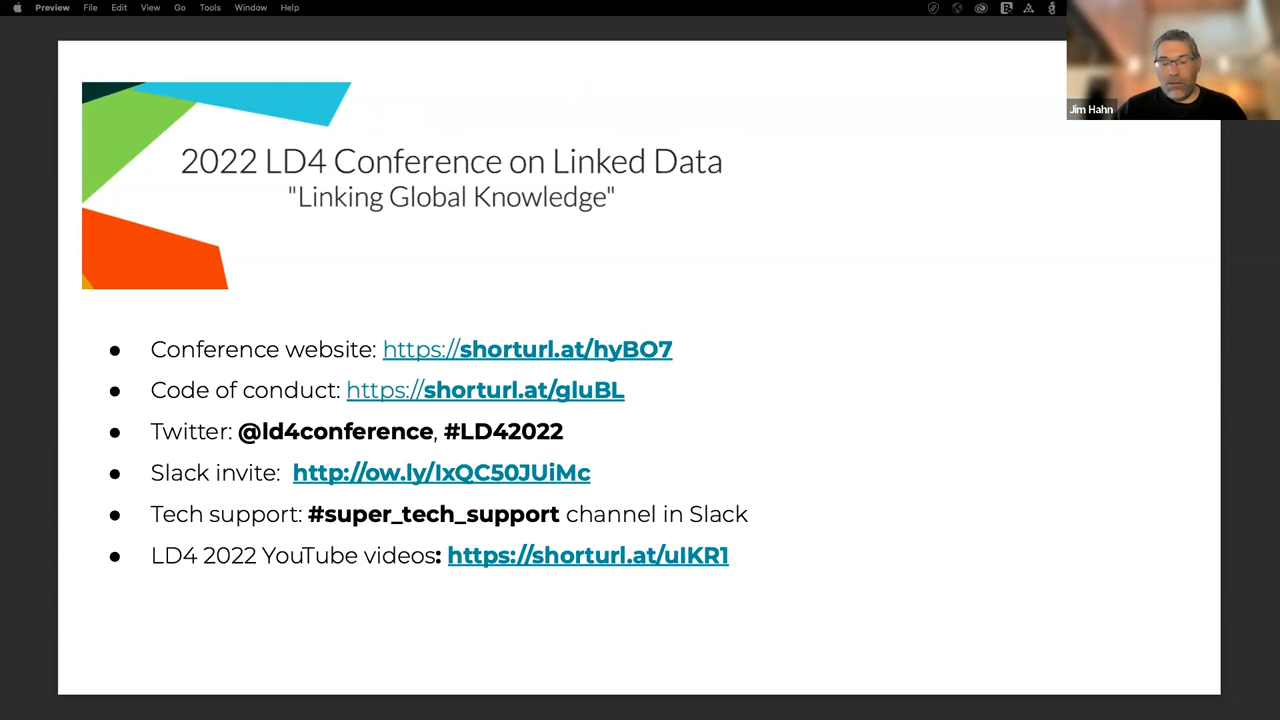 Preview File Edit View Go Tools Window Help
Jim Hahn
2022 LD4 Conference on Linked Data
"Linking Global Knowledge"
● Conference website: https://shorturl.at/hyBO7
● Code of conduct: https://shorturl.at/gluBL
● Twitter: @ld4conference, #LD42022
● Slack invite: http://ow.ly/IxQC50JUiMc
● Tech support: #super_tech_support channel in Slack
● LD4 2022 YouTube videos: https://shorturl.at/uIKR1